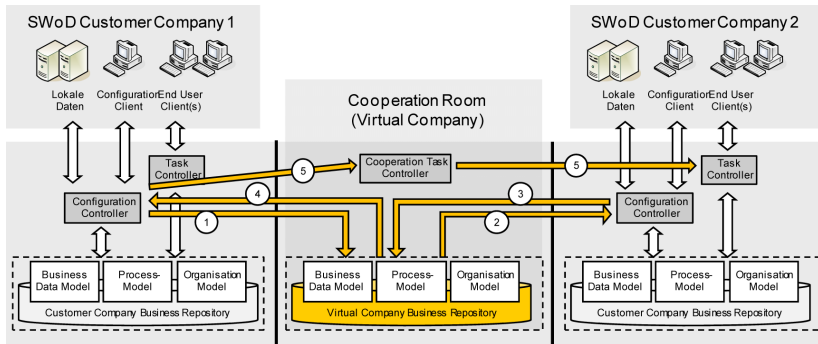 SWoD Customer Company 1
SWoD Customer Company 2
Lokale Daten
Configuration Client
End User Client(s)
Cooperation Room
(Virtual Company)
Lokale Daten
Configuration Client
End User Client(s)
Task Controller
5
Cooperation Task Controller
5
Task Controller
Configuration Controller
4
1
3
2
Configuration Controller
Business Data Model
Process-Model
Organisation Model
Customer Company Business Repository
Business Data Model
Process-Model
Organisation Model
Virtual Company Business Repository
Business Data Model
Process-Model
Organisation Model
Customer Company Business Repository